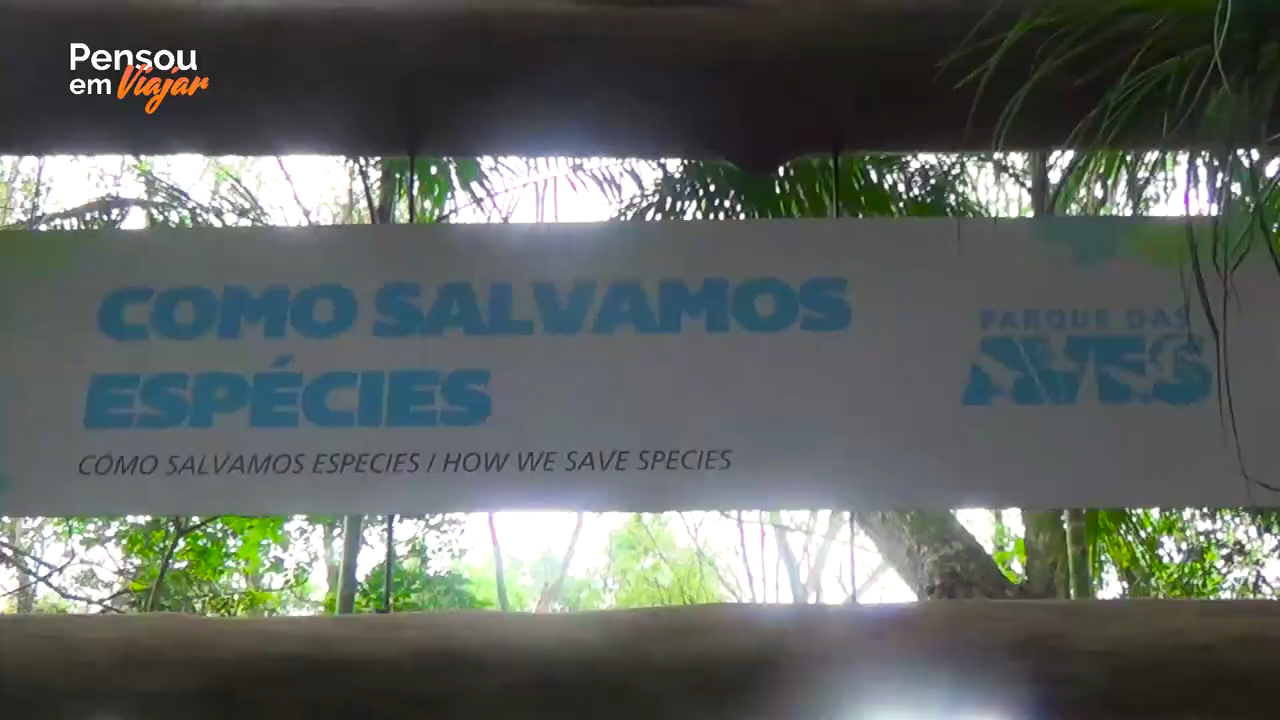 Pensou
em Viajar
COMO SALVAMOS
ESPÉCIES
COMO SALVAMOS ESPECIES / HOW WE SAVE SPECIES
PARQUE DAS
AVES